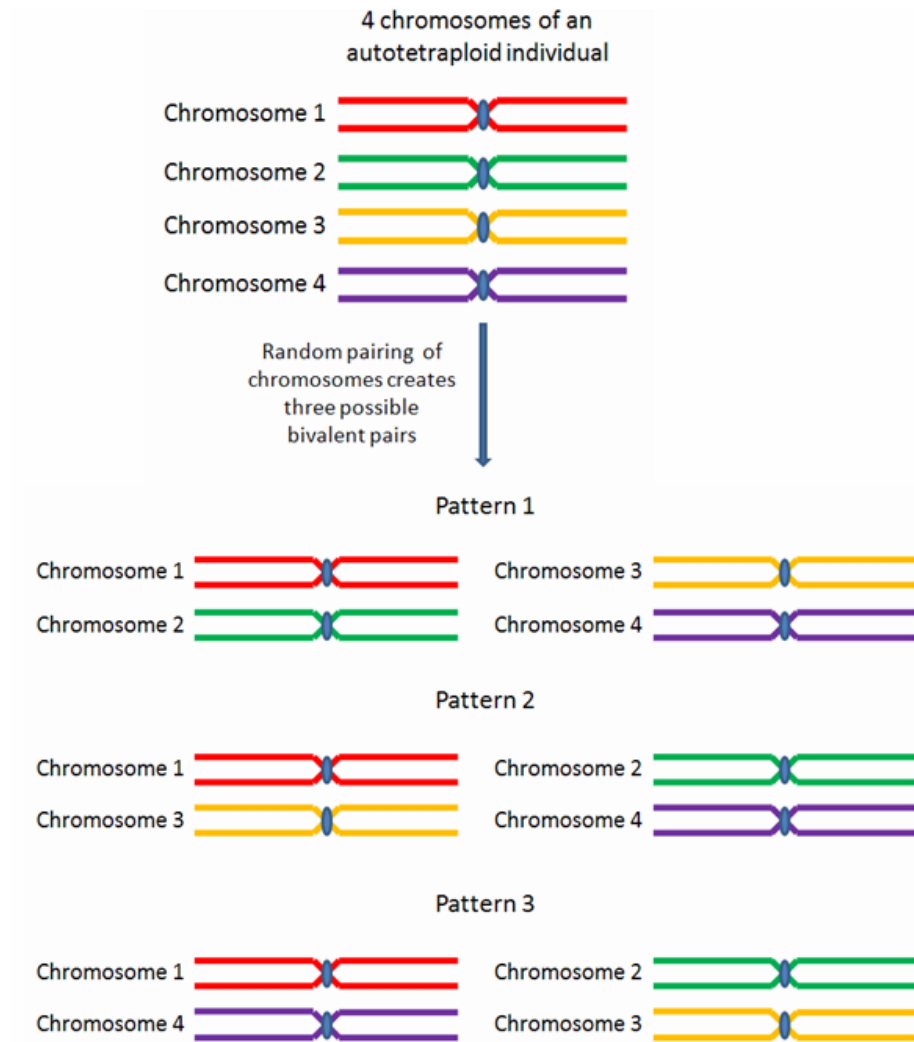 4 chromosomes of an
autotetraploid individual
Chromosome 1
Chromosome 2
Chromosome 3
Chromosome 4
Random pairing of
chromosomes creates
three possible
bivalent pairs
Pattern 1
Chromosome 1
Chromosome 3
Chromosome 2
Chromosome 4
Pattern 2
Chromosome 1
Chromosome 2
Chromosome 3
Chromosome 4
Pattern 3
Chromosome 1
Chromosome 2
Chromosome 4
Chromosome 3